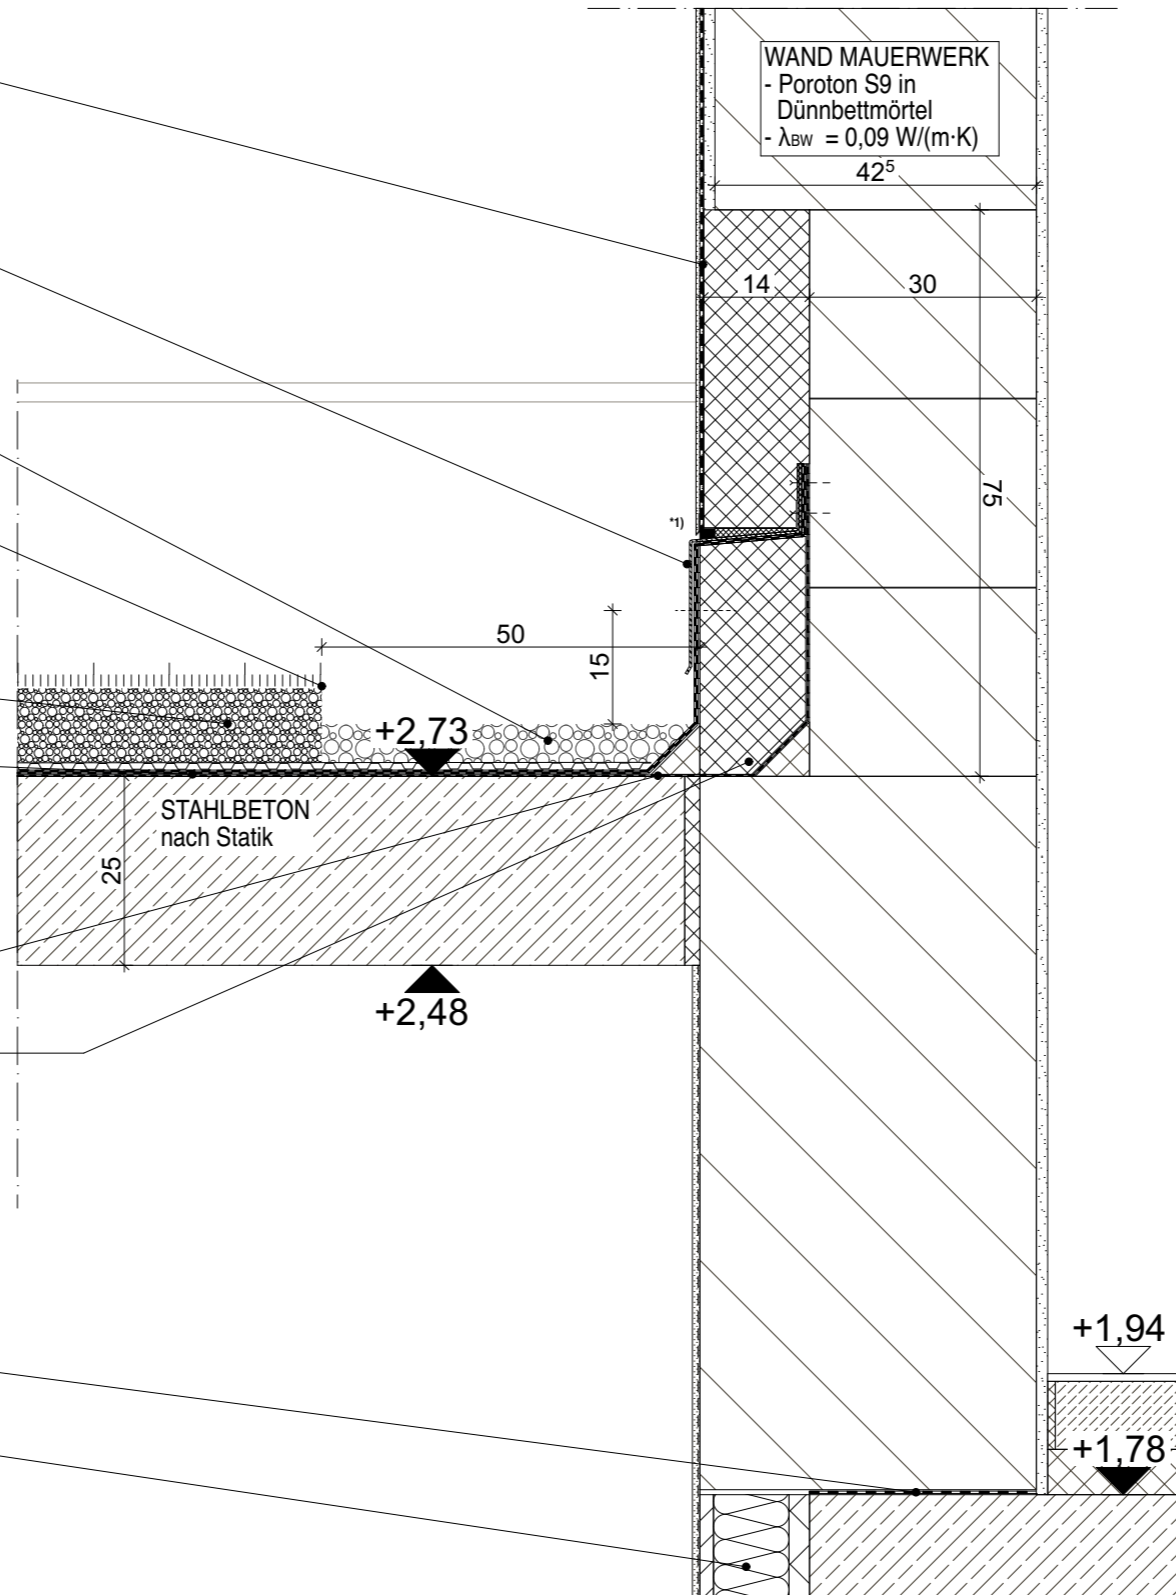 WAND MAUERWERK
- Poroton S9 in
Dünnbettmörtel
- λBW = 0,09 W/(m·K)
42⁵
14
30
75
*1)
50
15
+2,73
STAHLBETON
nach Statik
25
+2,48
+1,94
+1,78